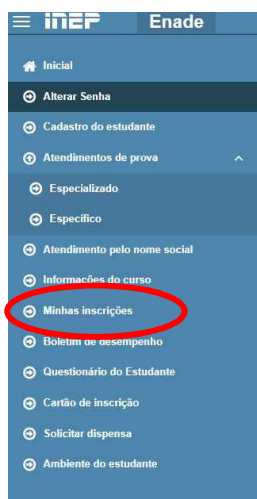 inep Enade
Inicial
Alterar Senha
Cadastro do estudante
Atendimentos de prova
Especializado
Específico
Atendimento pelo nome social
Informações do curso
Minhas inscrições
Boletim de desempenho
Questionário do Estudante
Cartão de inscrição
Solicitar dispensa
Ambiente do estudante